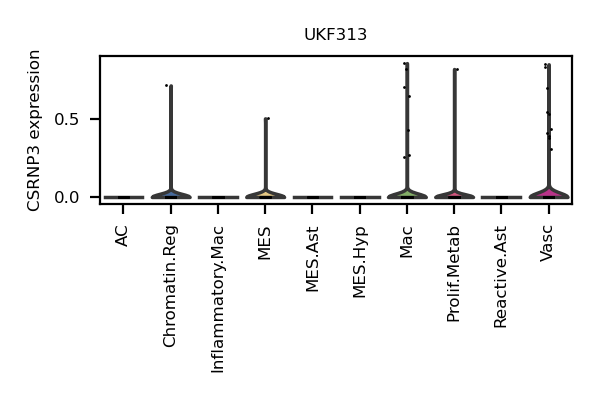 UKF313
CSRNP3 expression
0.5
0.0
AC
Chromatin.Reg
Inflammatory.Mac
MES
MES.Ast
MES.Hyp
Mac
Prolif.Metab
Reactive.Ast
Vasc